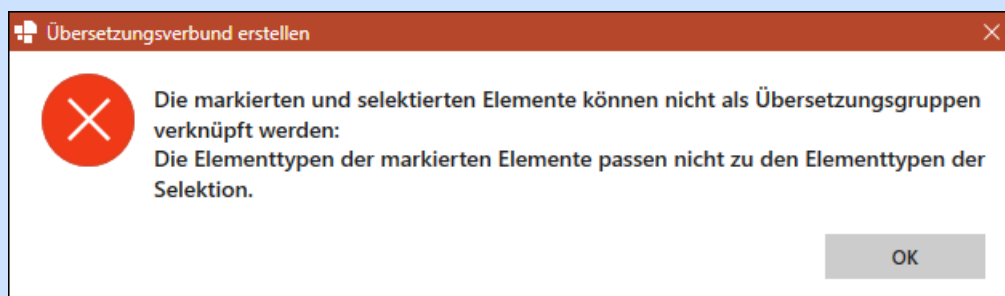 Übersetzungsverbund erstellen
Die markierten und selektierten Elemente können nicht als Übersetzungsgruppen
verknüpft werden:
Die Elementtypen der markierten Elemente passen nicht zu den Elementtypen der
Selektion.
OK